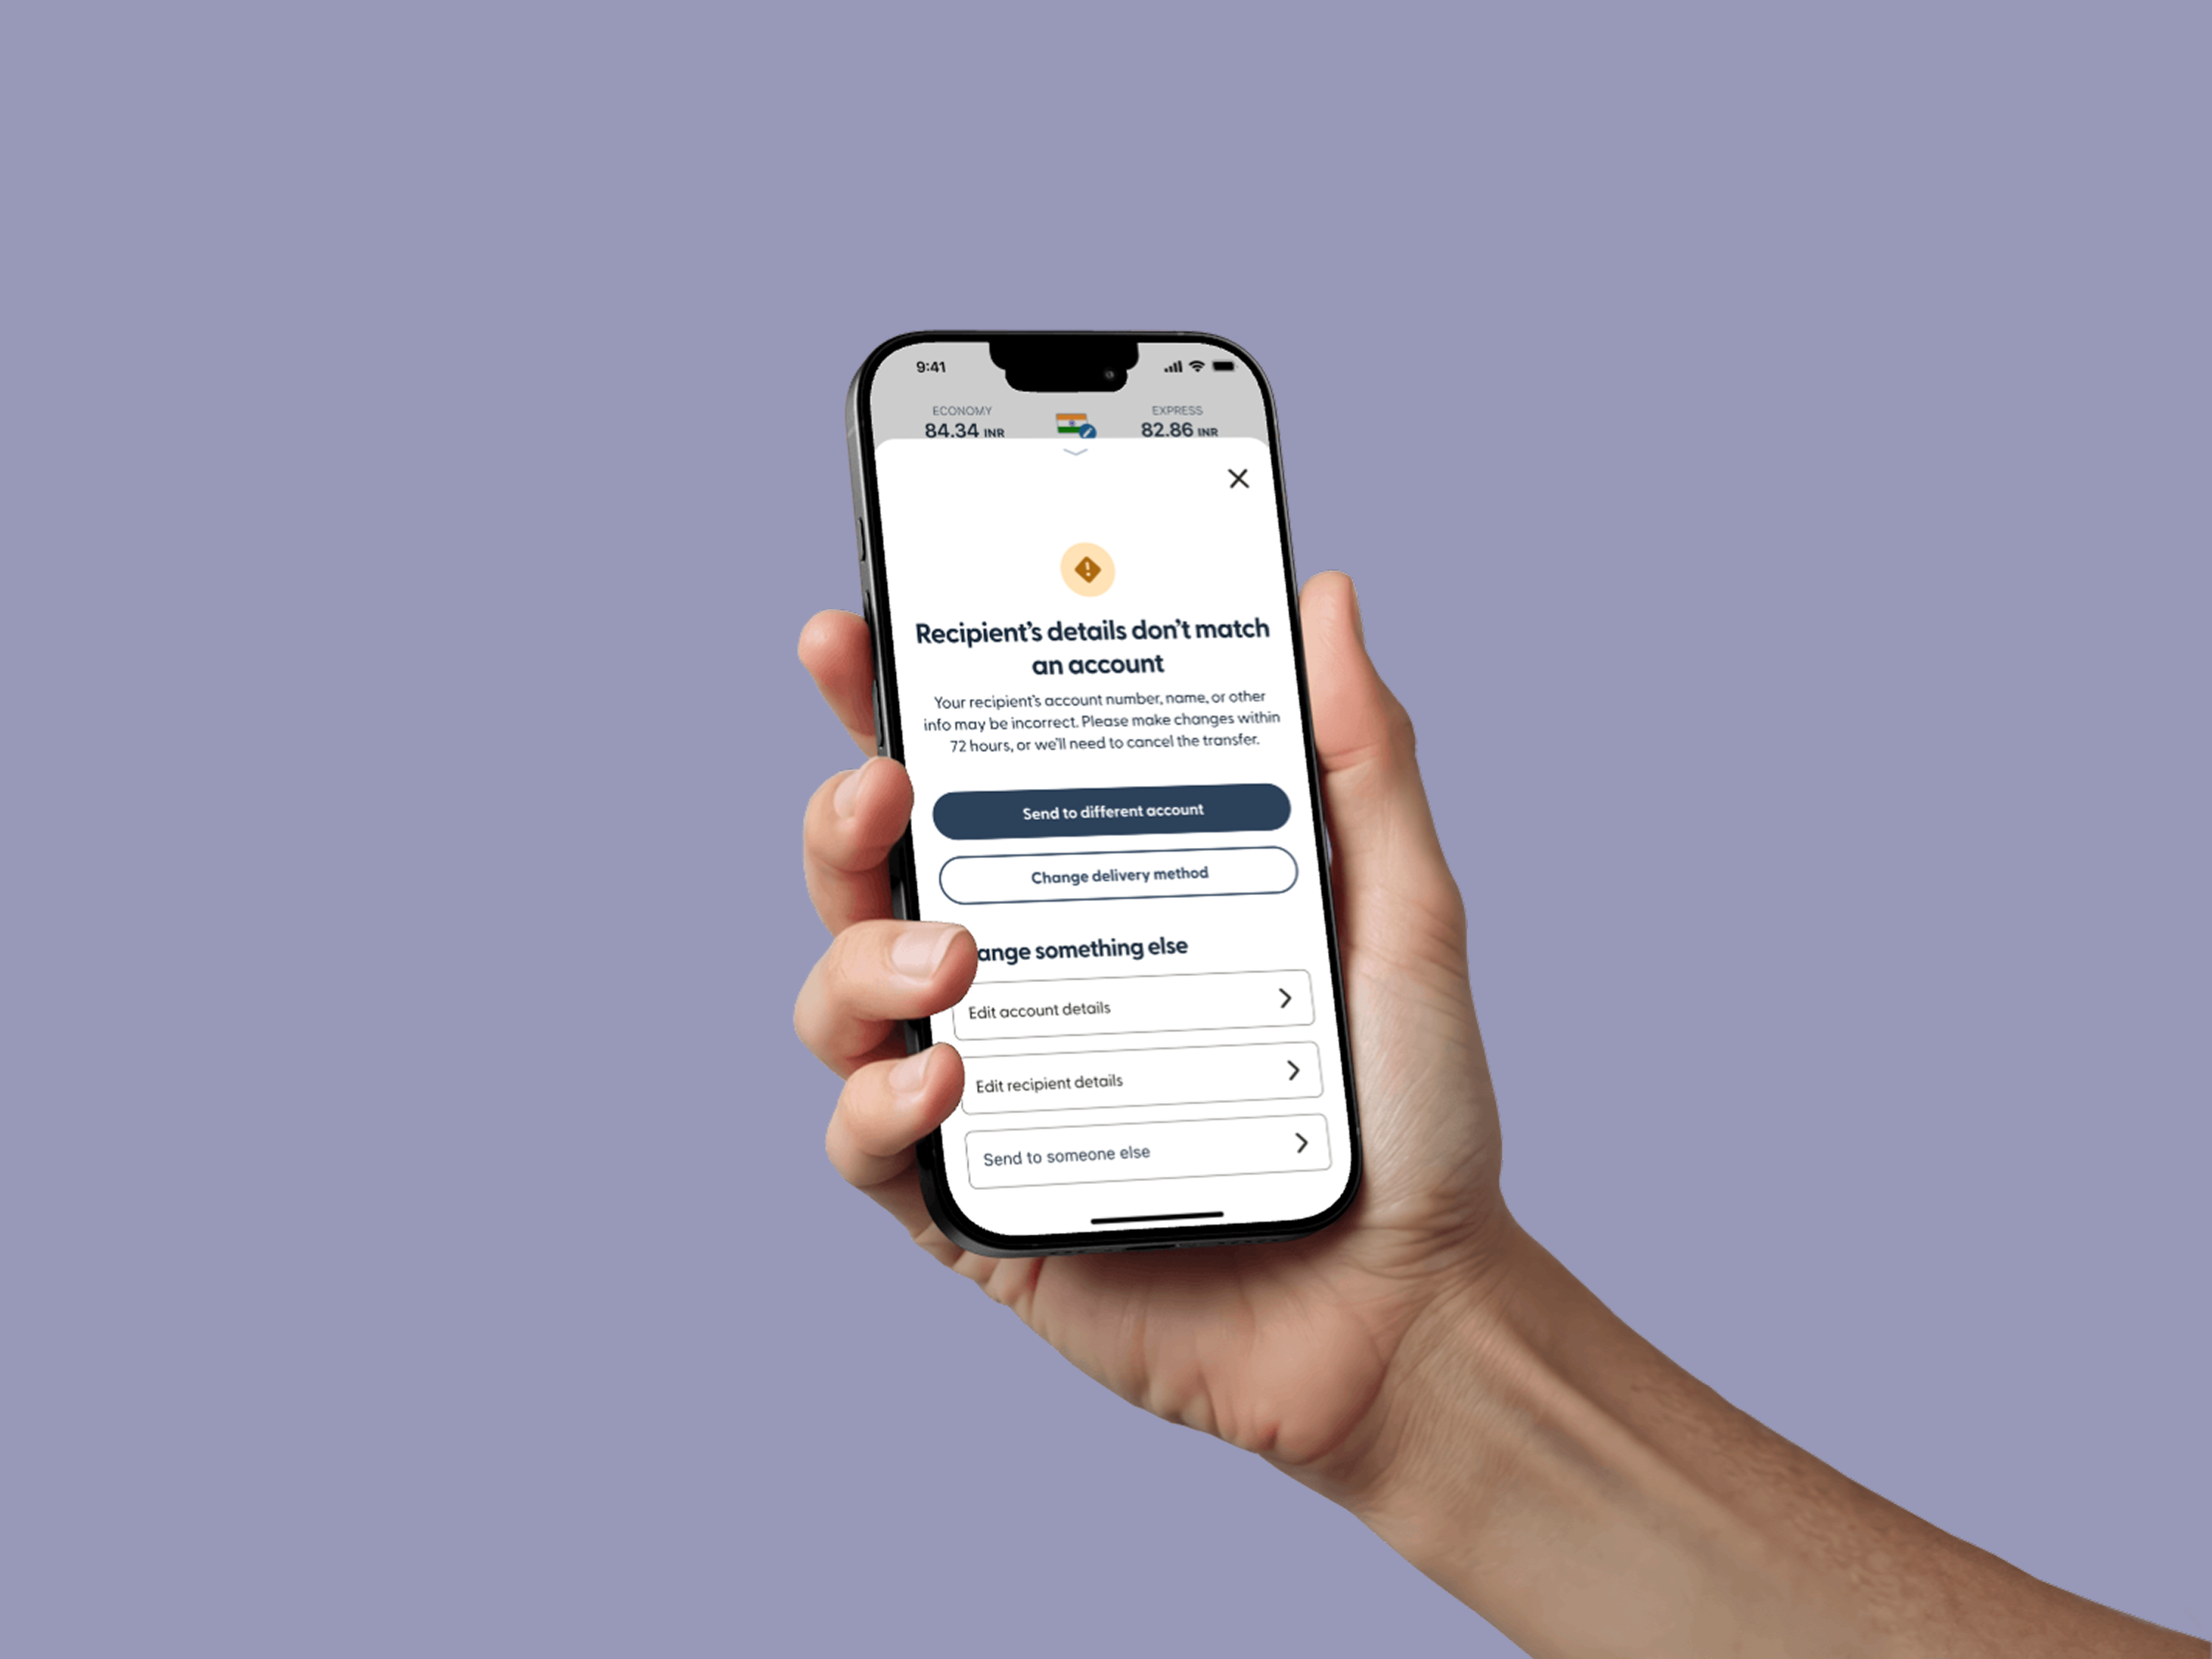 9:41
ECONOMY
84.34 INR
EXPRESS
82.86 INR
Recipient’s details don’t match
an account
Your recipient’s account number, name, or other
info may be incorrect. Please make changes within
72 hours, or we’ll need to cancel the transfer.
Send to different account
Change delivery method
ange something else
Edit account details
Edit recipient details
Send to someone else